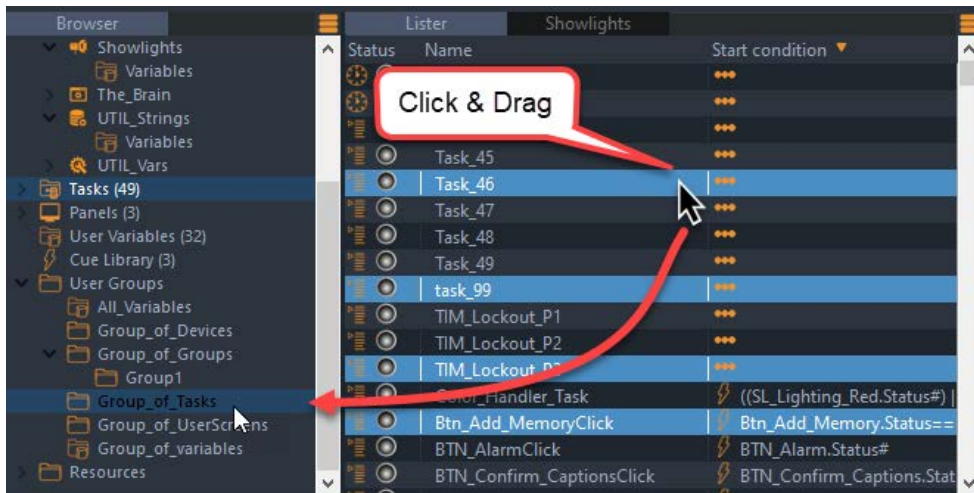 Browser
Showlights
Variables
The_Brain
UTIL_Strings
Variables
UTIL_Vars
Tasks (49)
Panels (3)
User Variables (32)
Cue Library (3)
User Groups
All_Variables
Group_of_Devices
Group_of_Groups
Group1
Group_of_Tasks
Group_of_UserScreens
Group_of_variables
Resources
Lister Showlights
Status Name Start condition
Click & Drag
Task_45
Task_46
Task_47
Task_48
Task_49
task_99
TIM_Lockout_P1
TIM_Lockout_P2
TIM_Lockout_P3
Color_Handler_Task ((SL_Lighting_Red.Status#) |
Btn_Add_MemoryClick Btn_Add_Memory.Status==
BTN_AlarmClick BTN_Alarm.Status#
BTN_Confirm_CaptionsClick BTN_Confirm_Captions.Stat